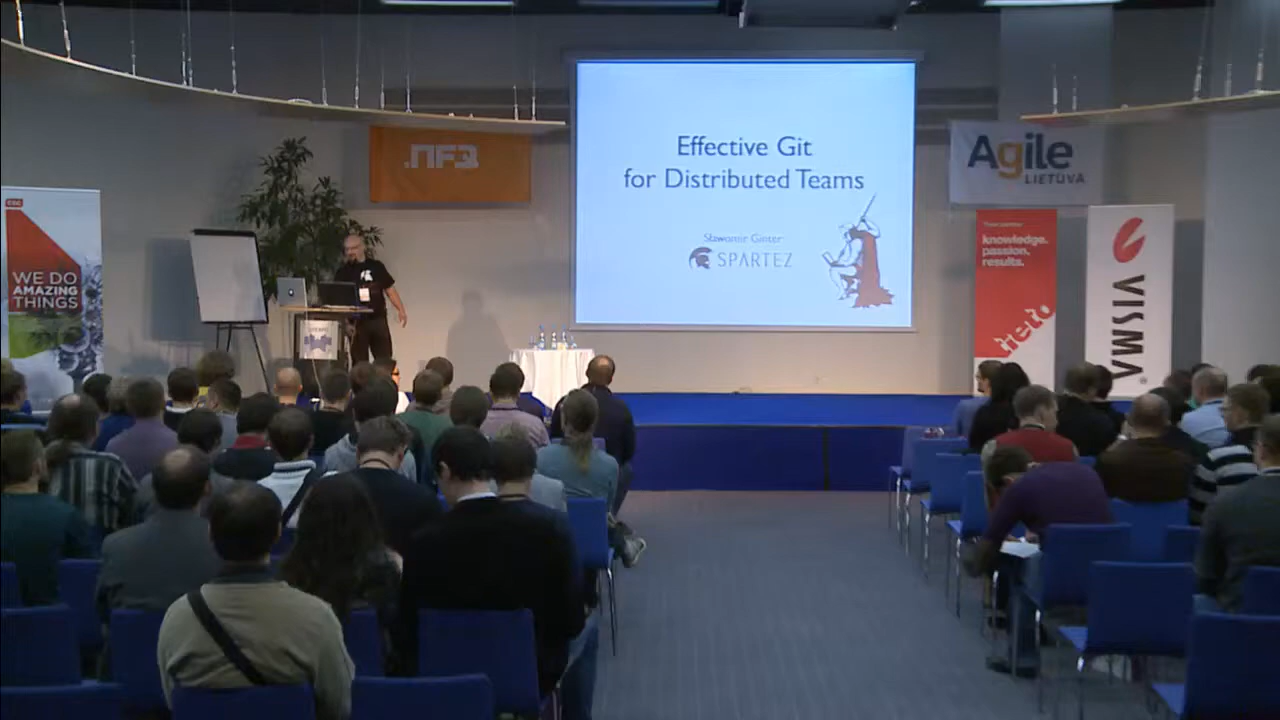 Effective Git
for Distributed Teams
Sławomir Ginter
SPARTEZ
.NFQ
Agile
LIETUVA
CSC
WE DO
AMAZING
THINGS
knowledge.
passion.
results.
tieto
VISMA